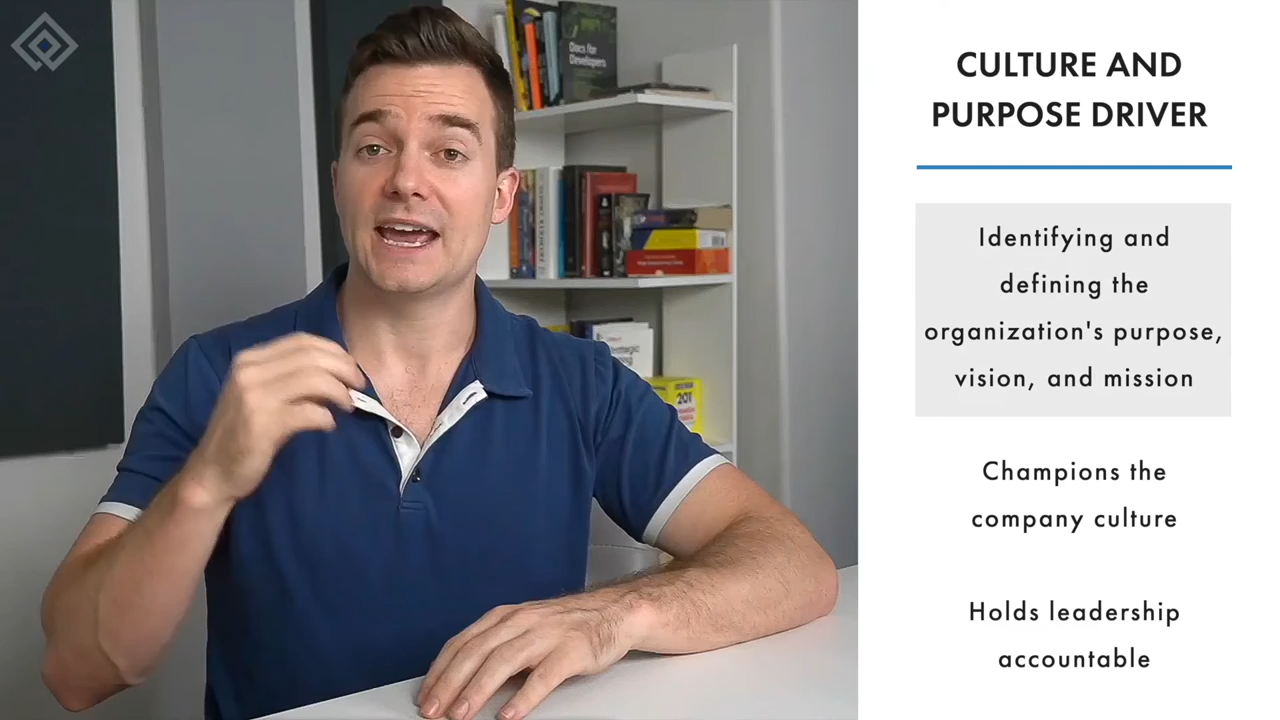 Docs for
Developers
201
CULTURE AND
PURPOSE DRIVER
Identifying and
defining the
organization's purpose,
vision, and mission
Champions the
company culture
Holds leadership
accountable